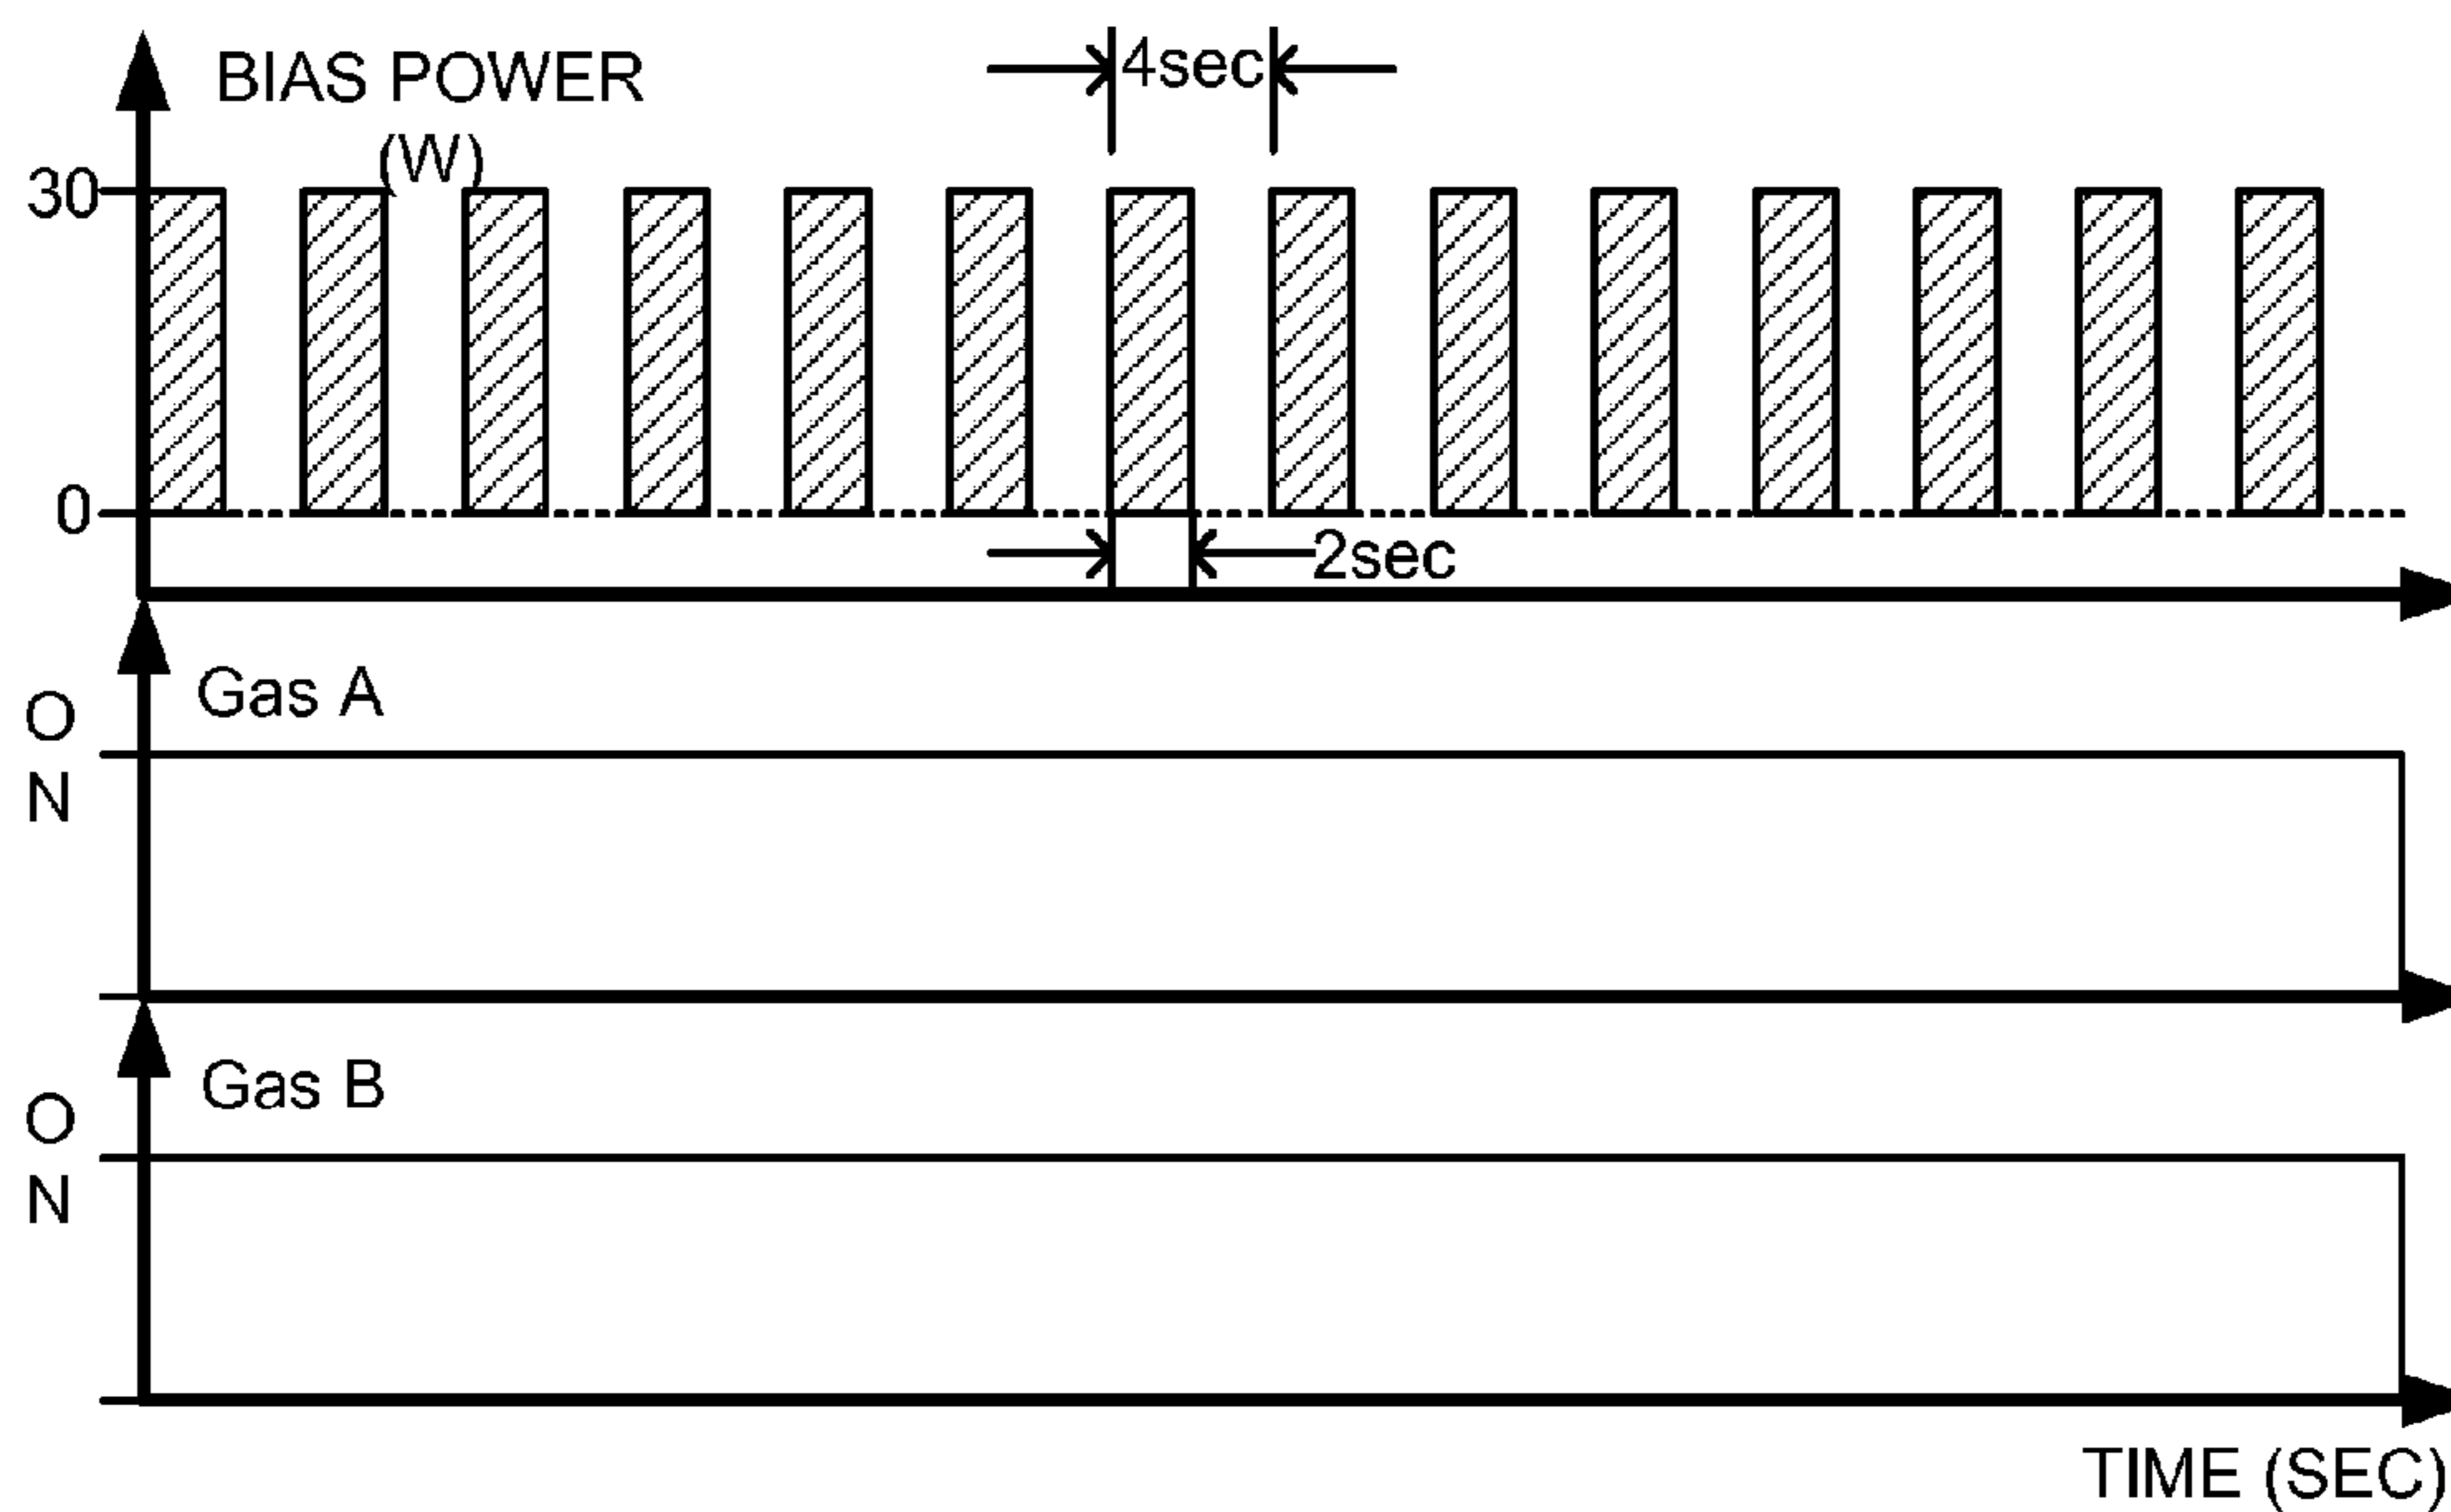 BIAS POWER
(W)
4sec
30
0
2sec
Gas A
O
N
Gas B
O
N
TIME (SEC)